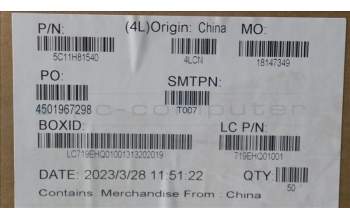 P/N: (4L)Origin: China MO:
5C11H81540 4LCN 18147349
PO: SMTPN:
4501967298 T007
c-computer
BOXID: LC P/N:
LC719EHQ01001313202019 719EHQ01001
DATE: 2023/3/28 11:51:22 QTY:
50
Contains Merchandise From : China